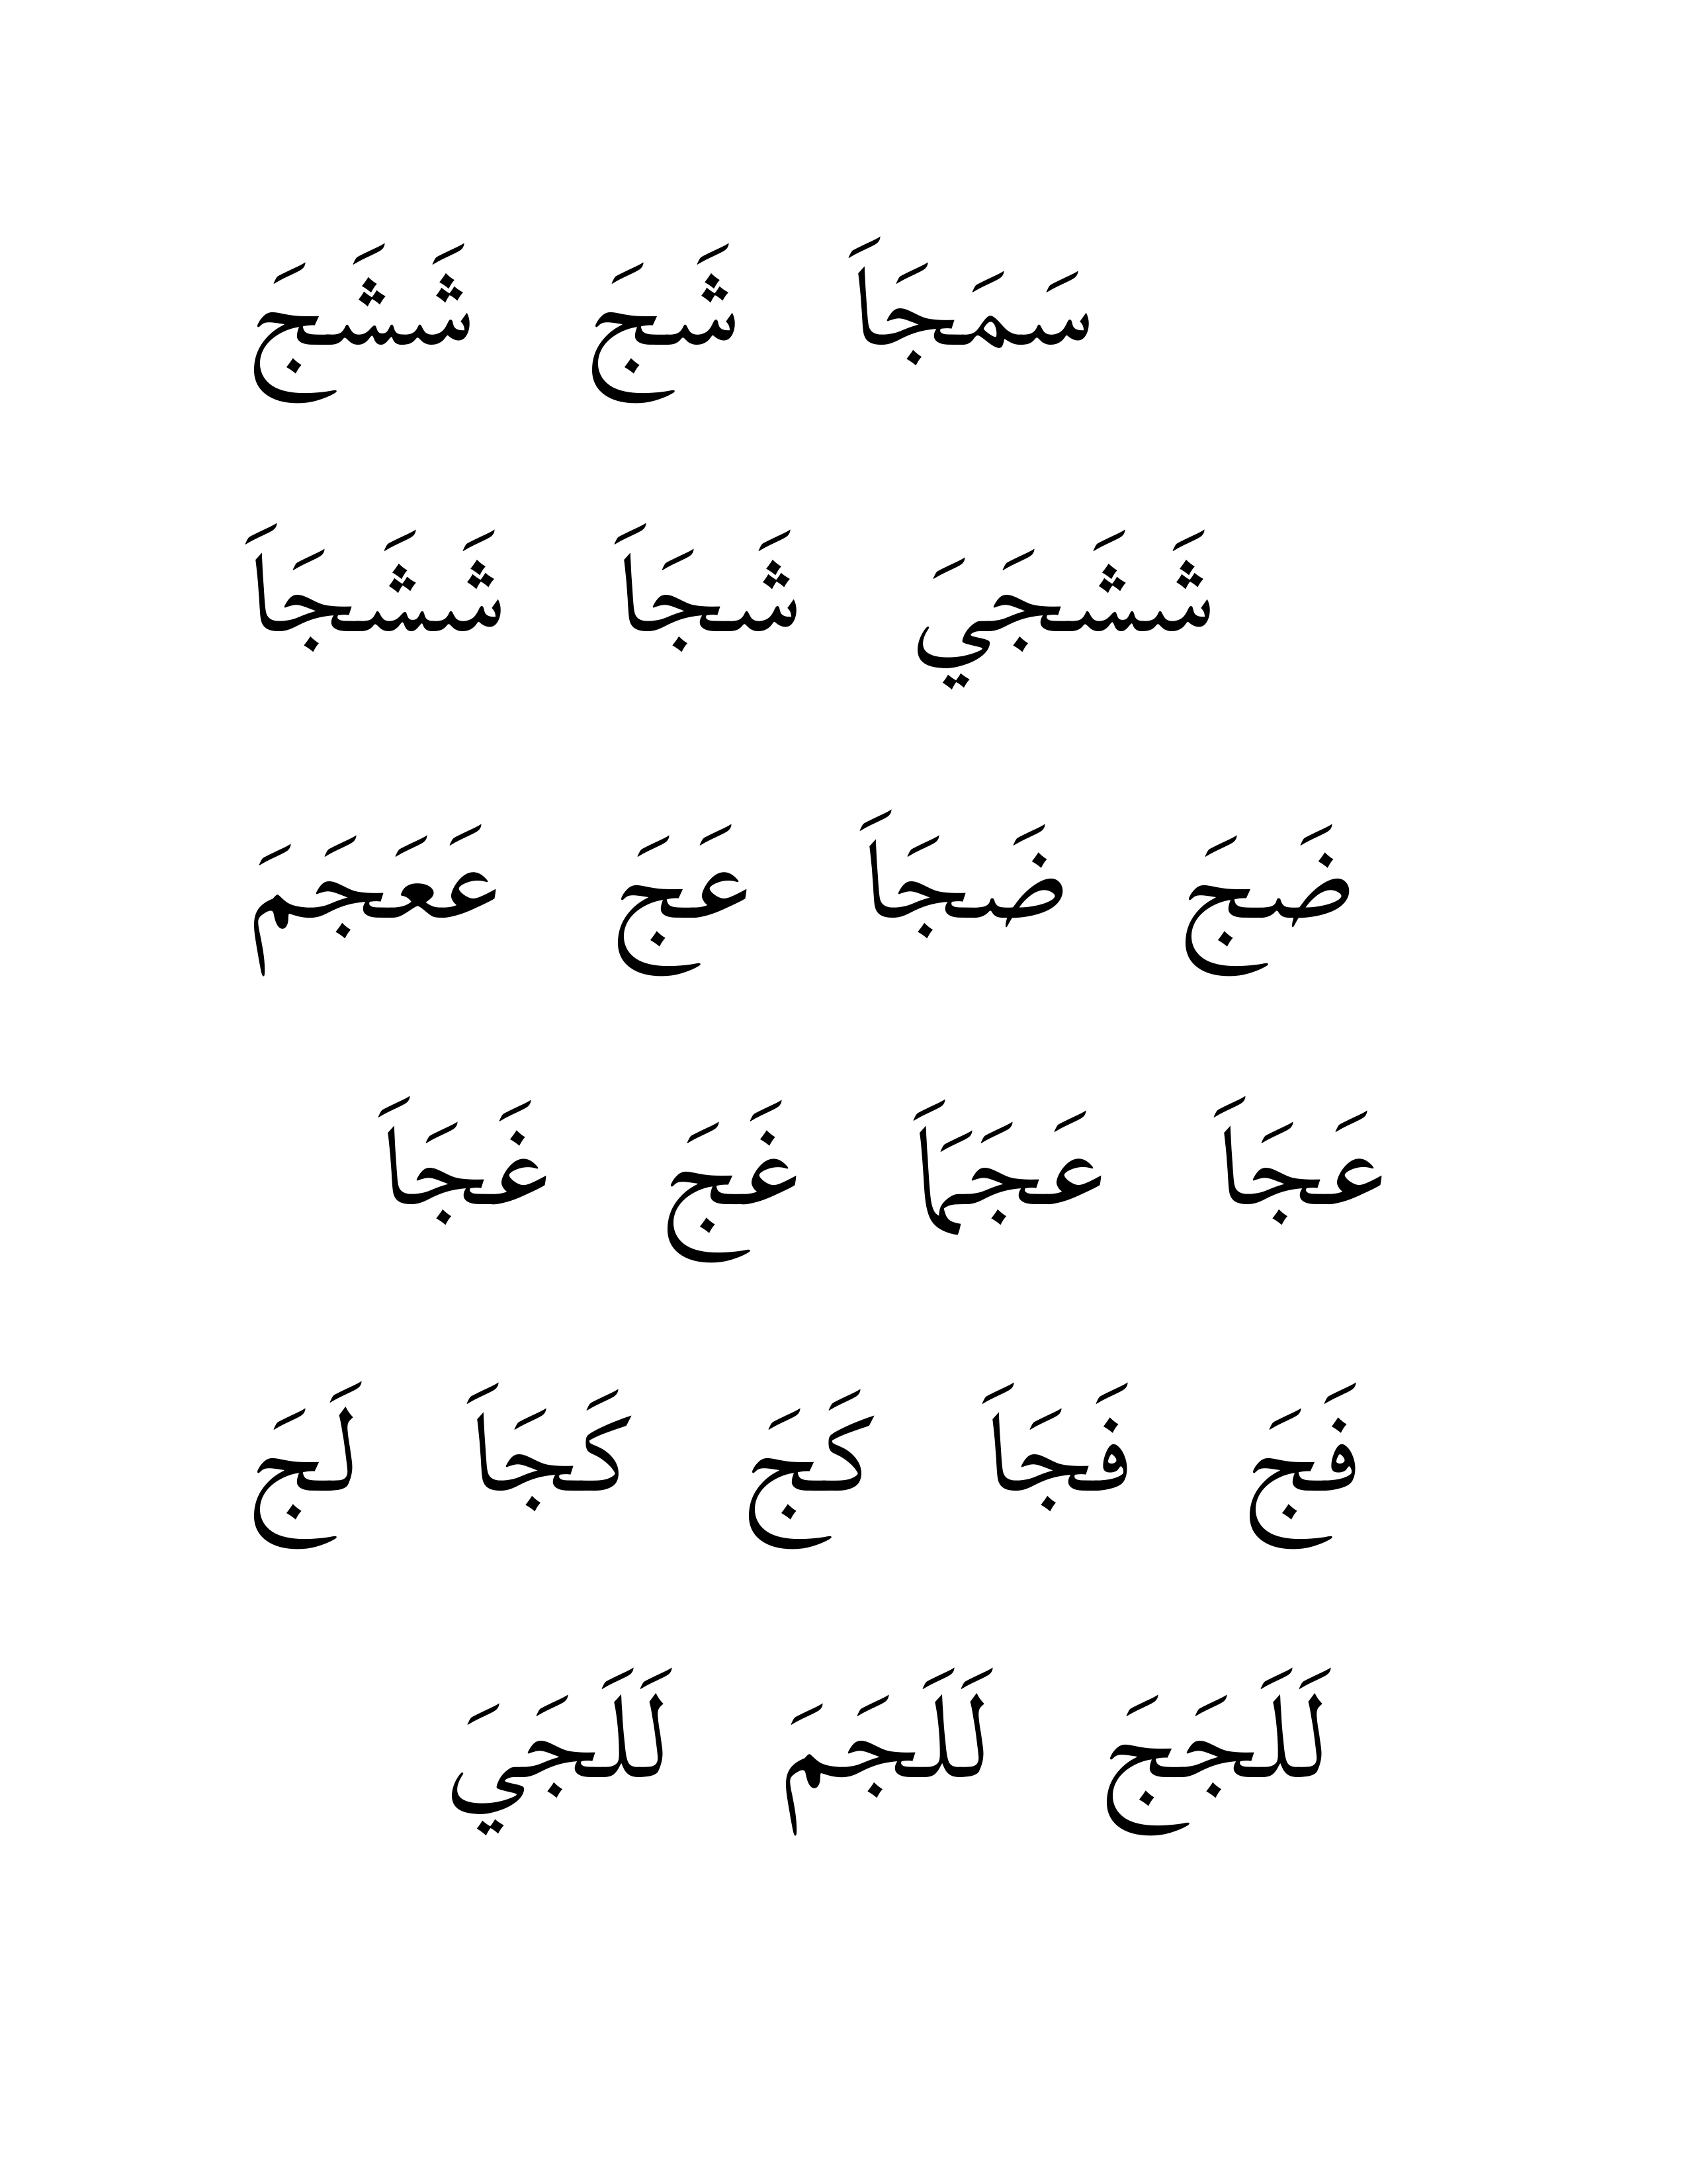 سَمَجَاَ شَجَ شَشَجَ
شَشَجَيَ شَجَاَ شَشَجَاَ
ضَجَ ضَجَاَ عَجَ عَعَجَمَ
عَجَاَ عَجَمَاَ غَجَ غَجَاَ
فَجَ فَجَاَ كَجَ كَجَاَ لَجَ
لَلَجَجَ لَلَجَمَ لَلَجَيَ